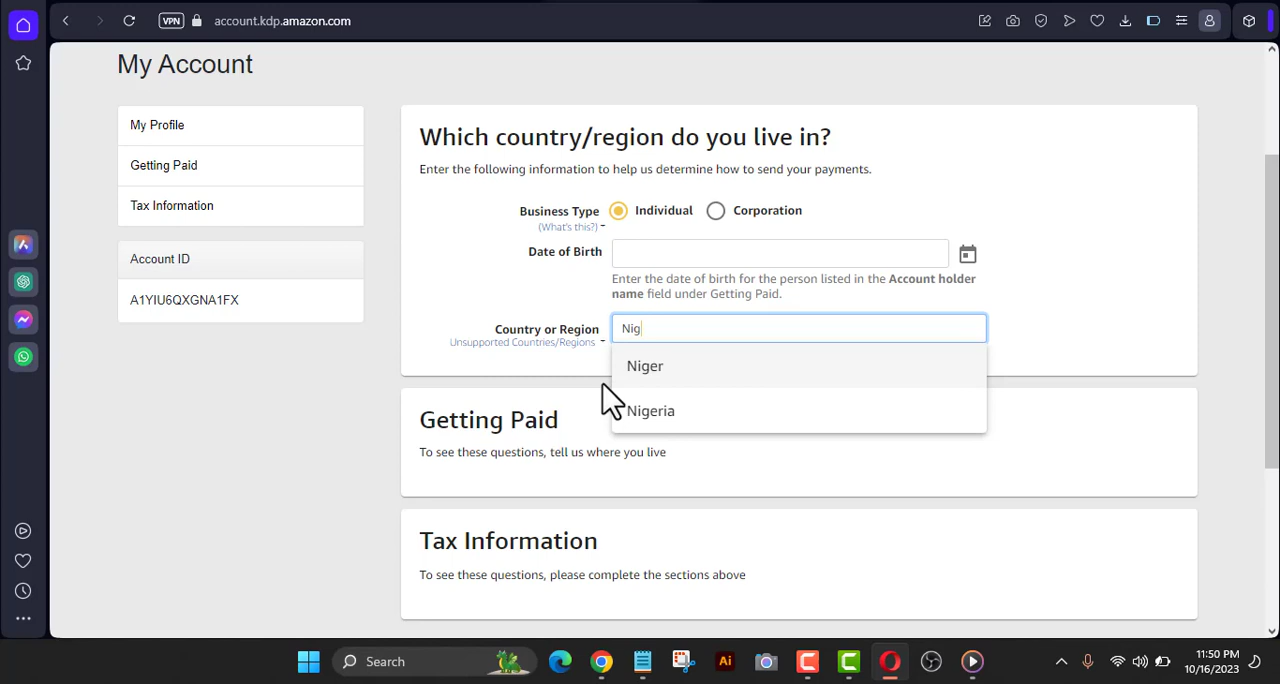 VPN account.kdp.amazon.com
My Account
My Profile
Getting Paid
Tax Information
Account ID
A1YIU6QXGNA1FX
Which country/region do you live in?
Enter the following information to help us determine how to send your payments.
Business Type Individual Corporation
(What's this?)
Date of Birth
Enter the date of birth for the person listed in the Account holder
name field under Getting Paid.
Country or Region Nig
Unsupported Countries/Regions
Niger
Nigeria
Getting Paid
To see these questions, tell us where you live
Tax Information
To see these questions, please complete the sections above
Search Ai 11:50 PM
10/16/2023